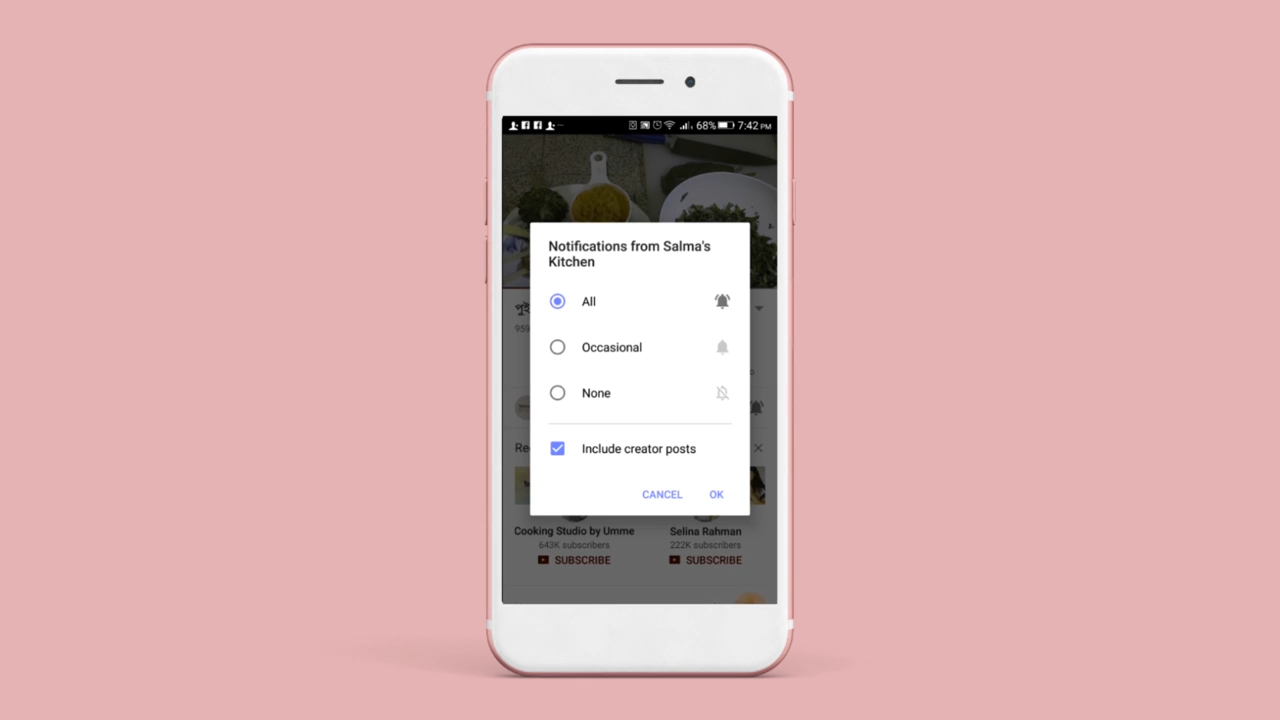 68% 7:42 PM
Notifications from Salma's
Kitchen
All
Occasional
None
Include creator posts
CANCEL OK
Cooking Studio by Umme Selina Rahman
643K subscribers 222K subscribers
SUBSCRIBE SUBSCRIBE